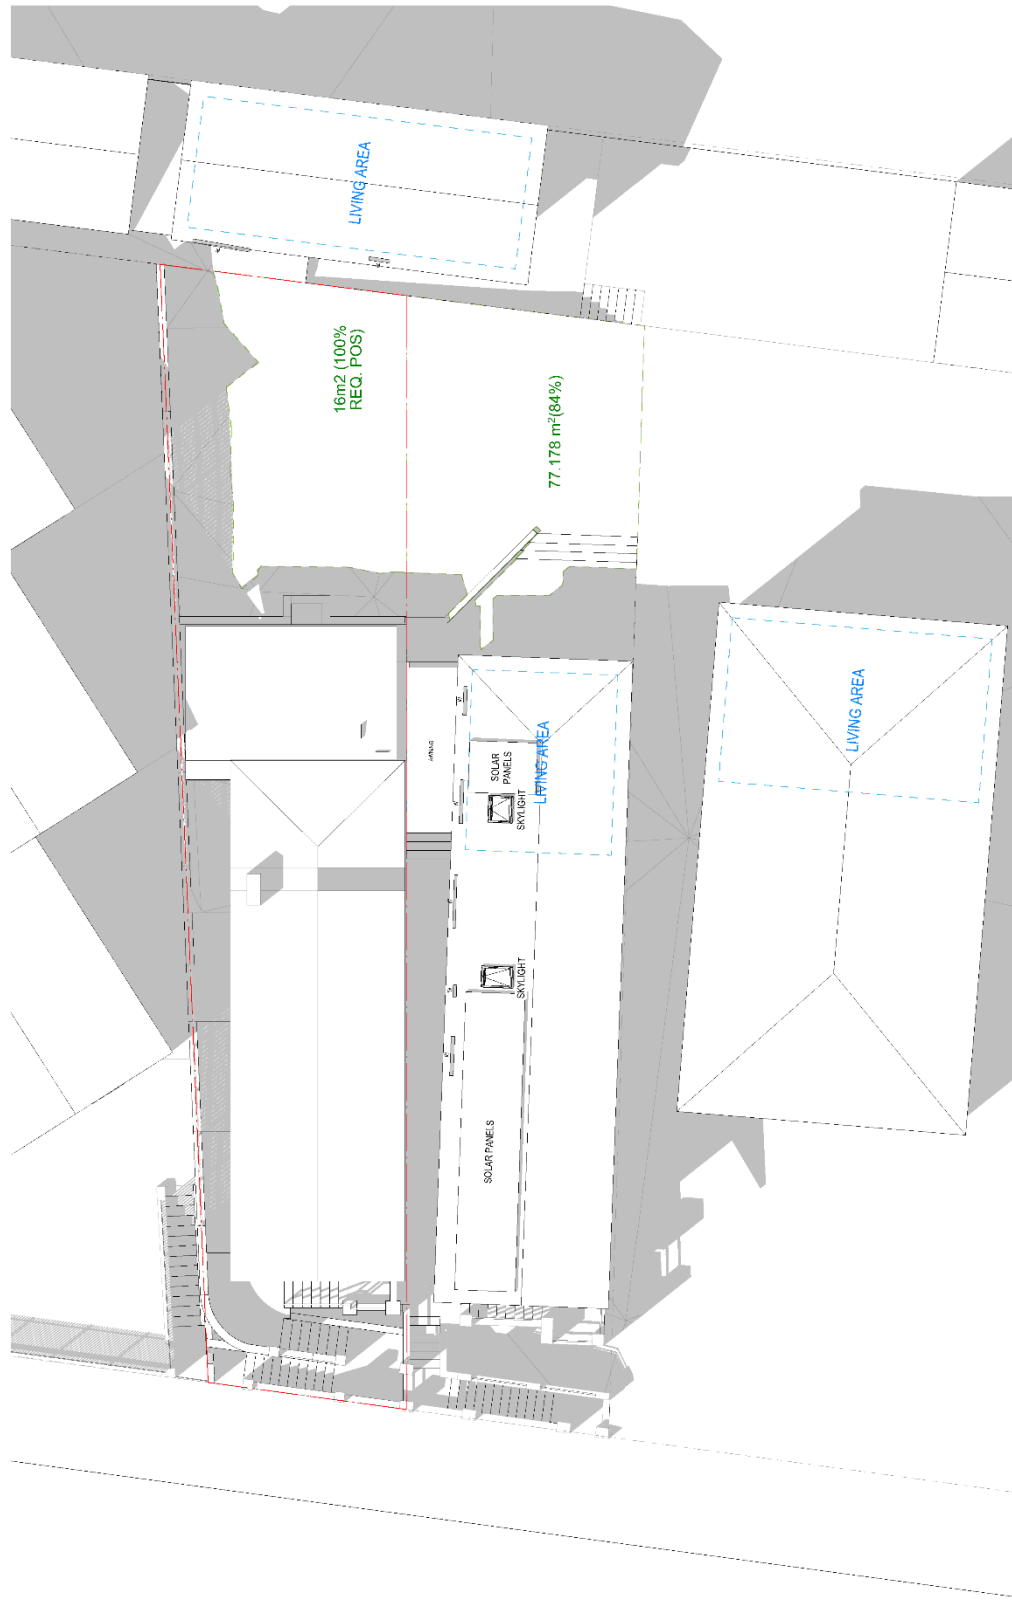 LIVING AREA
16m2 (100%
REQ. POS)
77.178 m²(84%)
LIVING AREA
SOLAR
PANELS
SKYLIGHT
LIVING AREA
AWNING
SKYLIGHT
SOLAR PANELS